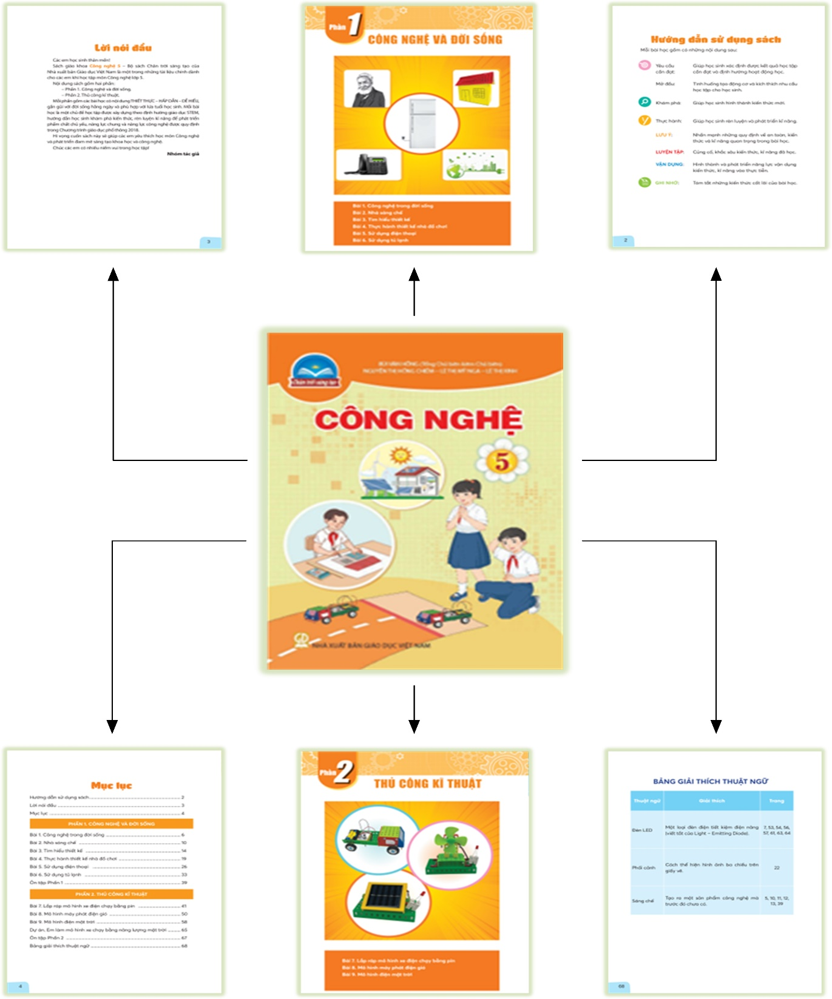 Lời nói đầu
Các em học sinh thân mến!
Sách giáo khoa Công nghệ 5 – Bộ sách Chân trời sáng tạo của
Nhà xuất bản Giáo dục Việt Nam là một trong những tài liệu chính dành
cho các em khi học tập môn Công nghệ lớp 5.
Nội dung sách gồm hai phần:
– Phần 1. Công nghệ và đời sống.
– Phần 2. Thủ công kĩ thuật.
Mỗi phần gồm các bài học có nội dung THIẾT THỰC – HẤP DẪN – DỄ HIỂU,
gần gũi với đời sống hằng ngày và phù hợp với lứa tuổi học sinh. Mỗi bài
học là một chủ đề học tập được xây dựng theo định hướng giáo dục STEM,
hướng dẫn học sinh khám phá kiến thức, rèn luyện kĩ năng để phát triển
phẩm chất chủ yếu, năng lực chung và năng lực công nghệ được quy định
trong Chương trình giáo dục phổ thông 2018.
Hi vọng cuốn sách này sẽ giúp các em yêu thích học môn Công nghệ
và phát triển đam mê sáng tạo khoa học và công nghệ.
Chúc các em có nhiều niềm vui trong học tập!
Nhóm tác giả
3
Phần 1
CÔNG NGHỆ VÀ ĐỜI SỐNG
Bài 1. Công nghệ trong đời sống
Bài 2. Nhà sáng chế
Bài 3. Tìm hiểu thiết kế
Bài 4. Thực hành thiết kế nhà đồ chơi
Bài 5. Sử dụng điện thoại
Bài 6. Sử dụng tủ lạnh
Hướng dẫn sử dụng sách
Mỗi bài học gồm có những nội dung sau:
Yêu cầu cần đạt: Giúp học sinh xác định được kết quả học tập
cần đạt và định hướng hoạt động học.
Mở đầu: Tình huống tạo động cơ và kích thích nhu cầu
học tập cho học sinh.
Khám phá: Giúp học sinh hình thành kiến thức mới.
Thực hành: Giúp học sinh rèn luyện và phát triển kĩ năng.
LƯU Ý: Nhấn mạnh những quy định về an toàn, kiến
thức và kĩ năng quan trọng trong bài học.
LUYỆN TẬP: Củng cố, khắc sâu kiến thức, kĩ năng đã học.
VẬN DỤNG: Hình thành và phát triển năng lực vận dụng
kiến thức, kĩ năng vào thực tiễn.
GHI NHỚ: Tóm tắt những kiến thức cốt lõi của bài học.
2
BÙI VĂN HỒNG (Tổng Chủ biên kiêm Chủ biên)
NGUYỄN THỊ HỒNG CHIẾM – LÊ THỊ MỸ NGA – LÊ THỊ XINH
Chân trời sáng tạo
CÔNG NGHỆ
5
NHÀ XUẤT BẢN GIÁO DỤC VIỆT NAM
Mục lục
Hướng dẫn sử dụng sách 2
Lời nói đầu 3
Mục lục 4
PHẦN 1. CÔNG NGHỆ VÀ ĐỜI SỐNG
Bài 1. Công nghệ trong đời sống 6
Bài 2. Nhà sáng chế 10
Bài 3. Tìm hiểu thiết kế 14
Bài 4. Thực hành thiết kế nhà đồ chơi 19
Bài 5. Sử dụng điện thoại 26
Bài 6. Sử dụng tủ lạnh 33
Ôn tập Phần 1 39
PHẦN 2. THỦ CÔNG KĨ THUẬT
Bài 7. Lắp ráp mô hình xe điện chạy bằng pin 41
Bài 8. Mô hình máy phát điện gió 50
Bài 9. Mô hình điện mặt trời 58
Dự án. Em làm mô hình xe chạy bằng năng lượng mặt trời 65
Ôn tập Phần 2 67
Bảng giải thích thuật ngữ 68
4
Phần 2
THỦ CÔNG KĨ THUẬT
Bài 7. Lắp ráp mô hình xe điện chạy bằng pin
Bài 8. Mô hình máy phát điện gió
Bài 9. Mô hình điện mặt trời
BẢNG GIẢI THÍCH THUẬT NGỮ
Thuật ngữ Giải thích Trang
Đèn LED Một loại đèn điện tiết kiệm điện năng
(viết tắt của Light – Emitting Diode). 7, 53, 54, 56,
57, 61, 63, 64
Phối cảnh Cách thể hiện hình ảnh ba chiều trên
giấy vẽ. 22
Sáng chế Tạo ra một sản phẩm công nghệ mà
trước đó chưa có. 5, 10, 11, 12,
13, 39
68